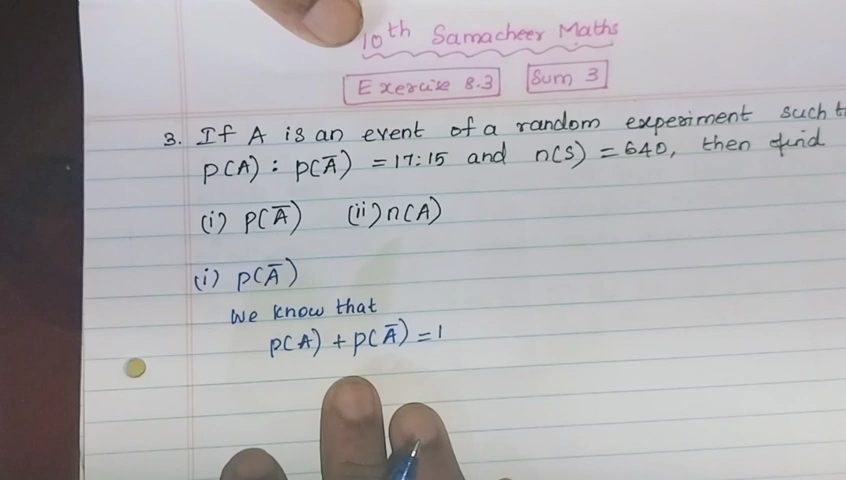 10th Samacheer Maths
Exercise 8.3 Sum 3
3. If A is an event of a random experiment such
P(A) : P(A̅) = 17:15 and n(S) = 640, then find
(i) P(A̅) (ii) n(A)
(i) P(A̅)
We know that
P(A) + P(A̅) = 1